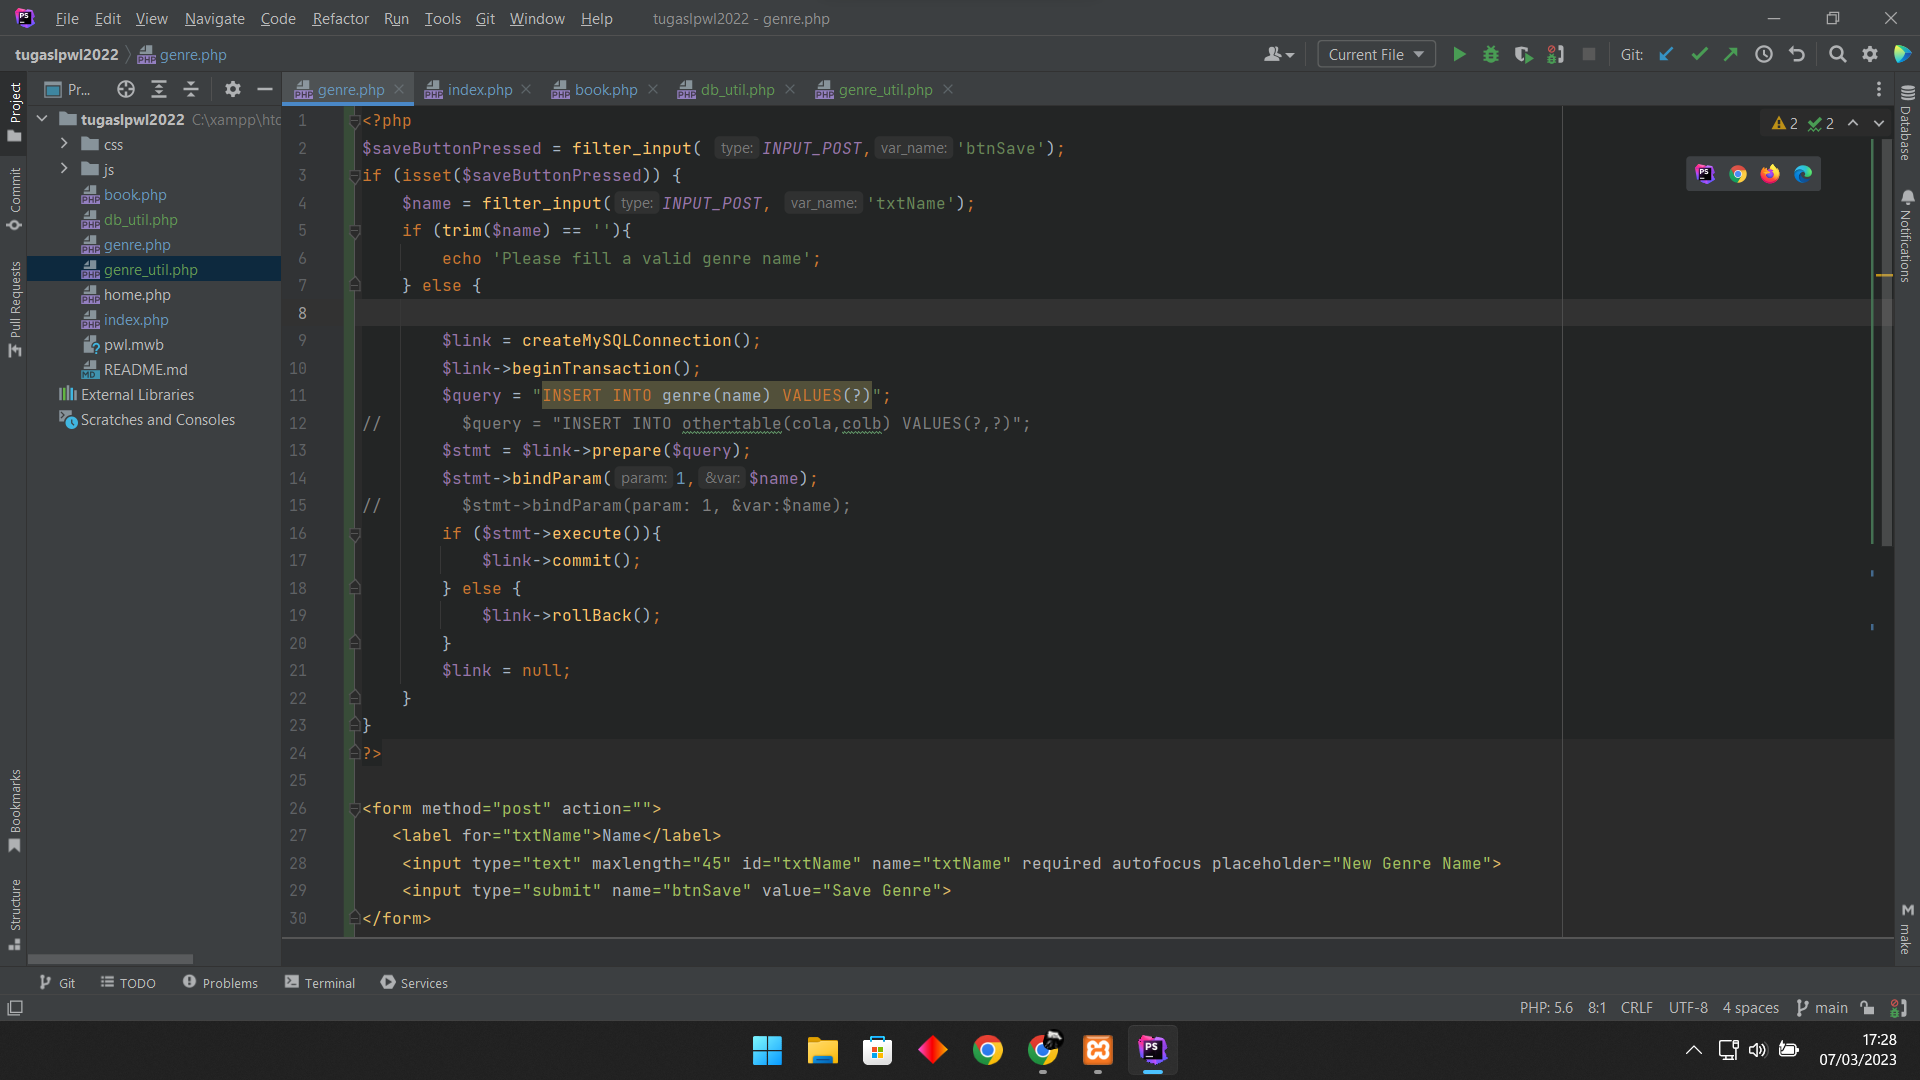 File Edit View Navigate Code Refactor Run Tools Git Window Help tugaslpwl2022 - genre.php
tugaslpwl2022 genre.php Current File Git:
Pr... genre.php index.php book.php db_util.php genre_util.php
Project
Commit
Pull Requests
Bookmarks
Structure
tugaslpwl2022 C:\xampp\htc
css
js
book.php
db_util.php
genre.php
genre_util.php
home.php
index.php
pwl.mwb
README.md
External Libraries
Scratches and Consoles
2 2
1 <?php
2 $saveButtonPressed = filter_input( type: INPUT_POST, var_name: 'btnSave');
3 if (isset($saveButtonPressed)) {
4 $name = filter_input( type: INPUT_POST, var_name: 'txtName');
5 if (trim($name) == ''){
6 echo 'Please fill a valid genre name';
7 } else {
8
9 $link = createMySQLConnection();
10 $link->beginTransaction();
11 $query = "INSERT INTO genre(name) VALUES(?)";
12 // $query = "INSERT INTO othertable(cola,colb) VALUES(?,?)";
13 $stmt = $link->prepare($query);
14 $stmt->bindParam( param: 1, &var: $name);
15 // $stmt->bindParam(param: 1, &var:$name);
16 if ($stmt->execute()){
17 $link->commit();
18 } else {
19 $link->rollBack();
20 }
21 $link = null;
22 }
23 }
24 ?>
25
26 <form method="post" action="">
27 <label for="txtName">Name</label>
28 <input type="text" maxlength="45" id="txtName" name="txtName" required autofocus placeholder="New Genre Name">
29 <input type="submit" name="btnSave" value="Save Genre">
30 </form>
Database
Notifications
M make
Git TODO Problems Terminal Services
PHP: 5.6 8:1 CRLF UTF-8 4 spaces main
17:28
07/03/2023